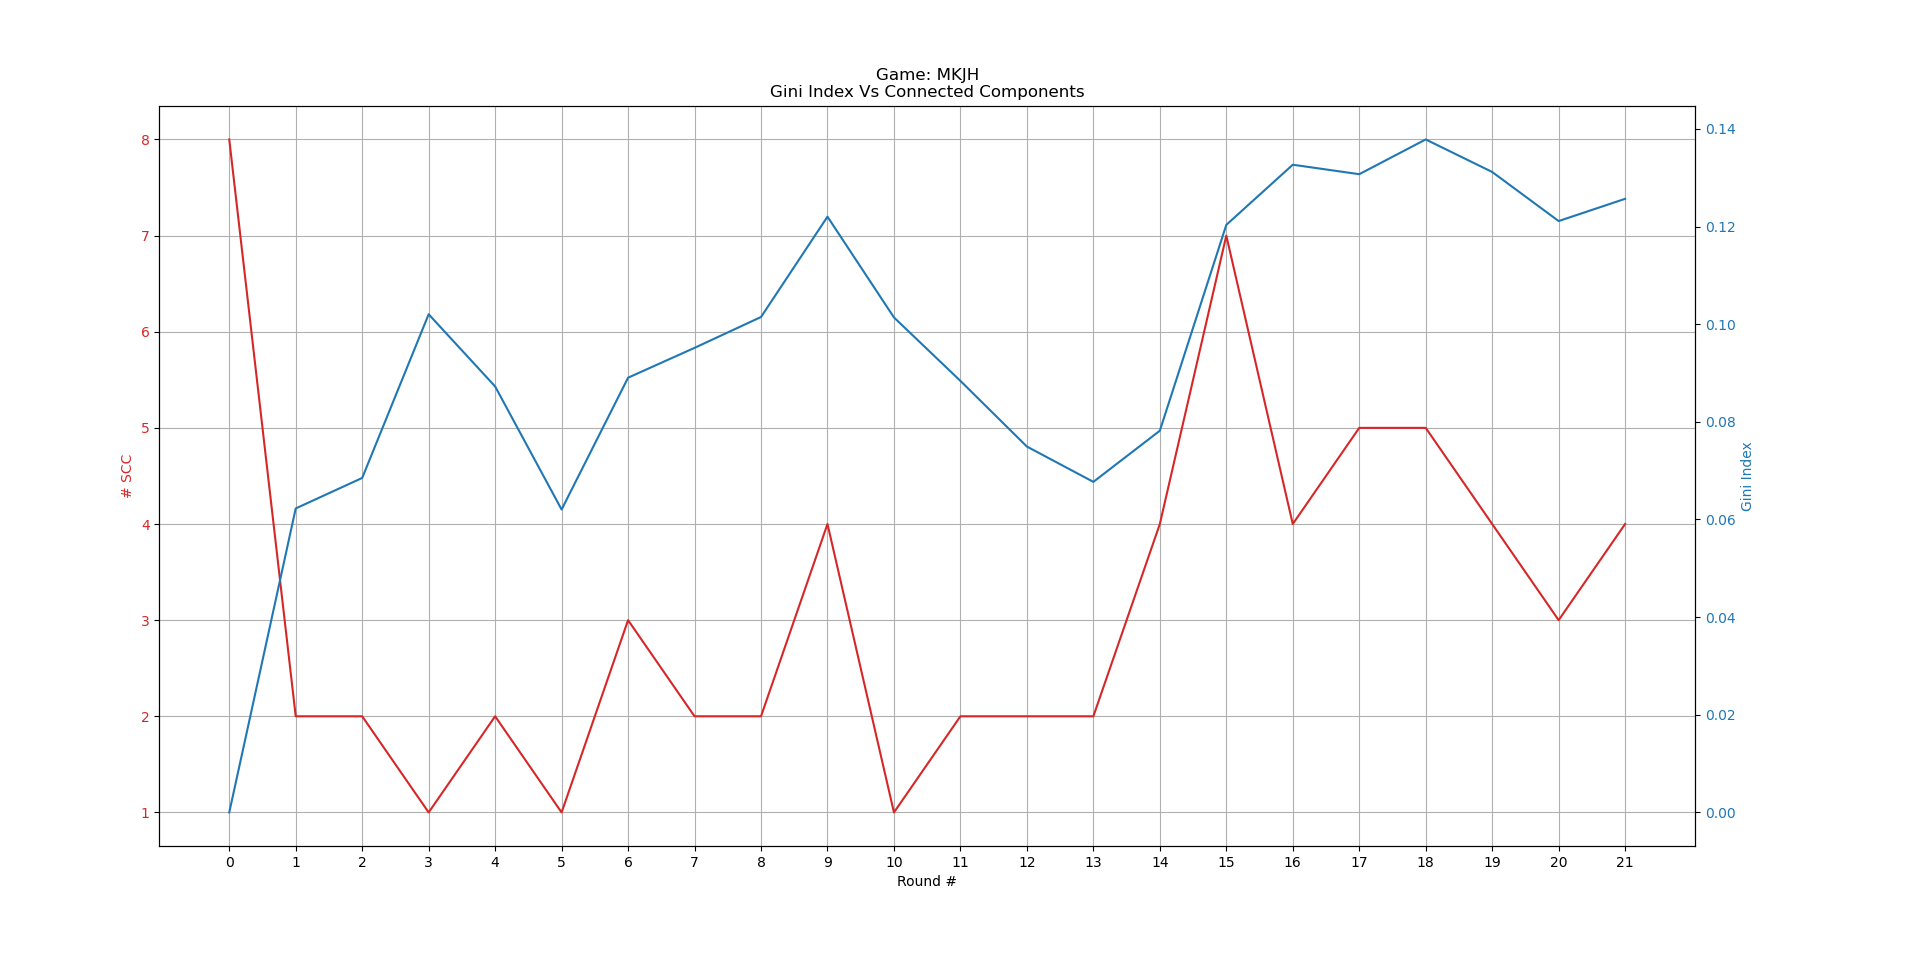 Game: MKJH
Gini Index Vs Connected Components
# SCC
8
7
6
5
4
3
2
1
0.14
0.12
0.10
0.08
0.06
0.04
0.02
0.00
Gini Index
0 1 2 3 4 5 6 7 8 9 10 11 12 13 14 15 16 17 18 19 20 21
Round #